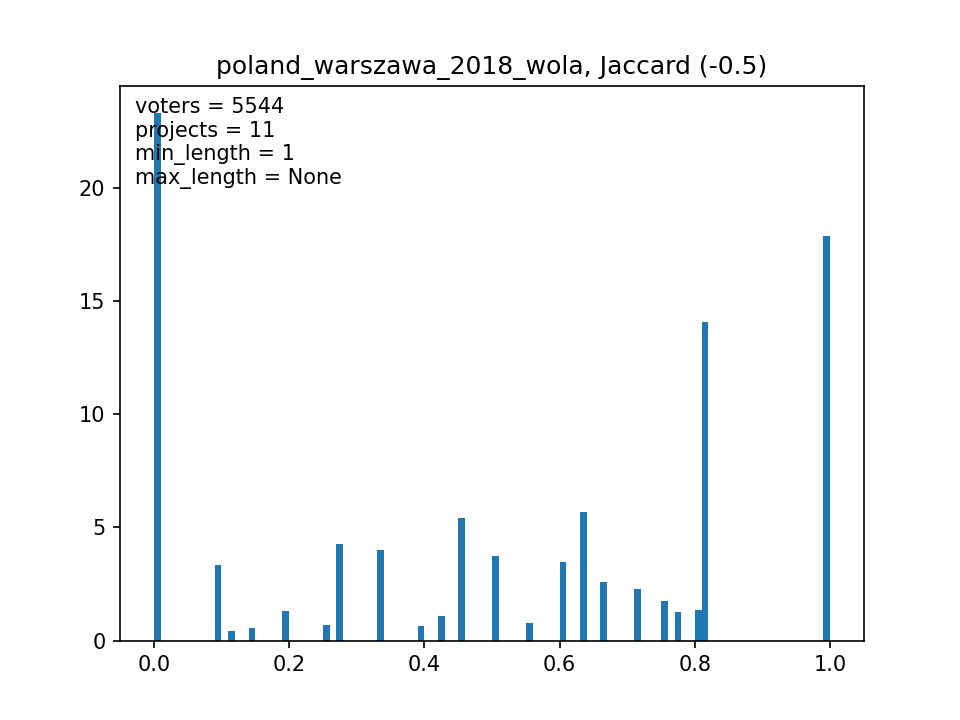 poland_warszawa_2018_wola, Jaccard (-0.5)
voters = 5544
projects = 11
min_length = 1
max_length = None
20
15
10
5
0
0.0 0.2 0.4 0.6 0.8 1.0